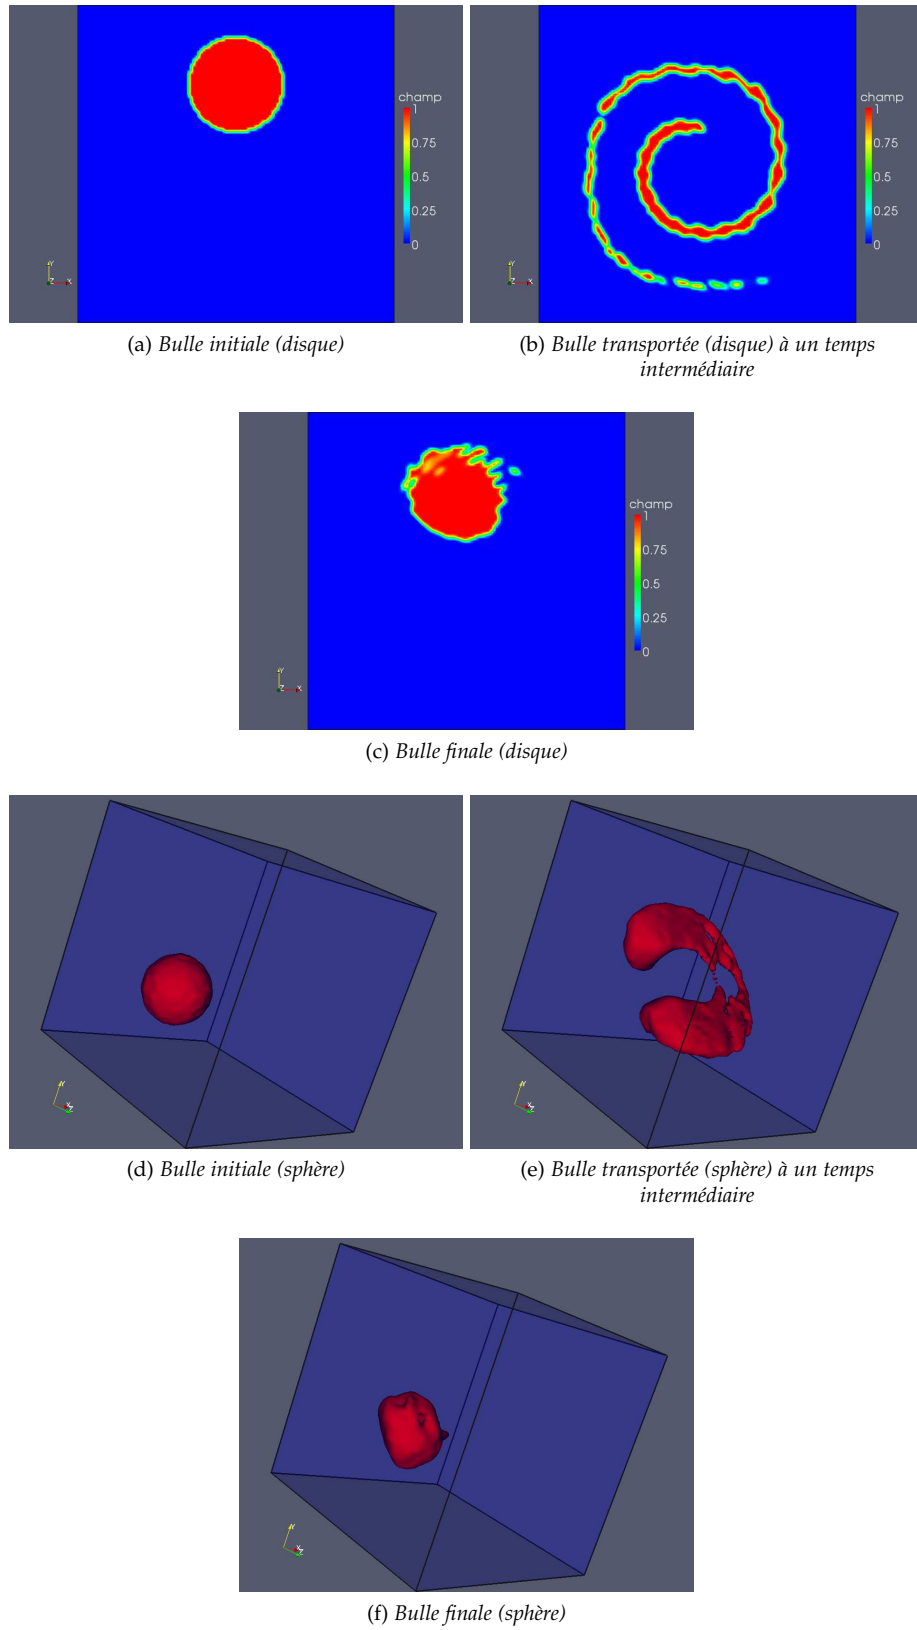 champ
1
0.75
0.5
0.25
0
Y
Z
X
champ
1
0.75
0.5
0.25
0
Y
Z
X
(a) Bulle initiale (disque)
(b) Bulle transportée (disque) à un temps
intermédiaire
champ
1
0.75
0.5
0.25
0
Y
Z
X
(c) Bulle finale (disque)
Y
X
Z
Y
X
Z
(d) Bulle initiale (sphère)
(e) Bulle transportée (sphère) à un temps
intermédiaire
Y
X
Z
(f) Bulle finale (sphère)